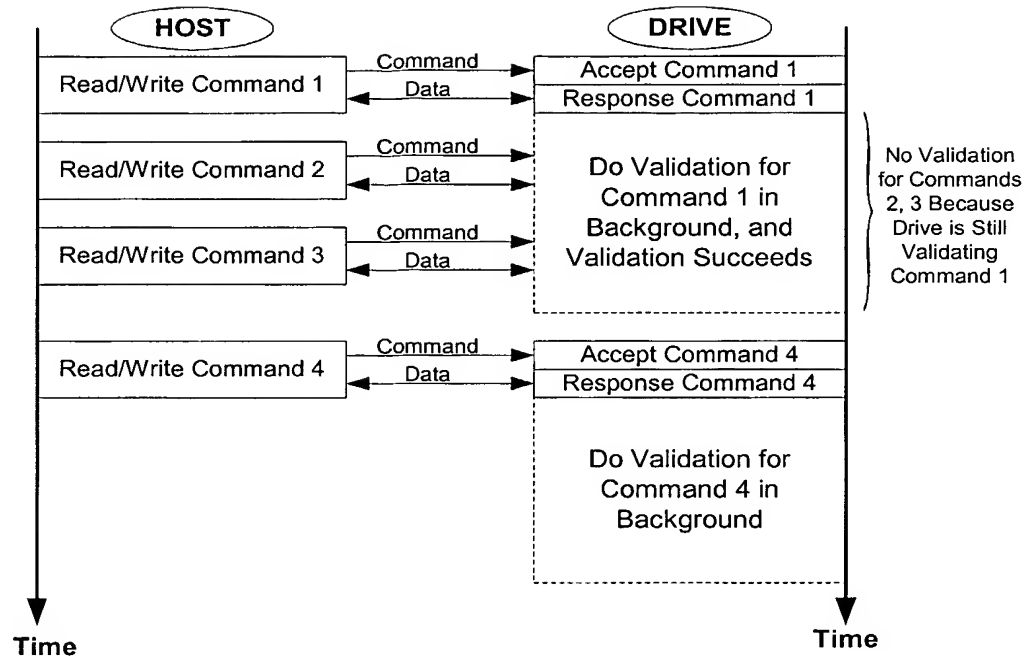 HOST
DRIVE
Read/Write Command 1
Command
Data
Accept Command 1
Response Command 1
Read/Write Command 2
Command
Data
Read/Write Command 3
Command
Data
Do Validation for
Command 1 in
Background, and
Validation Succeeds
No Validation
for Commands
2, 3 Because
Drive is Still
Validating
Command 1
Read/Write Command 4
Command
Data
Accept Command 4
Response Command 4
Do Validation for
Command 4 in
Background
Time
Time